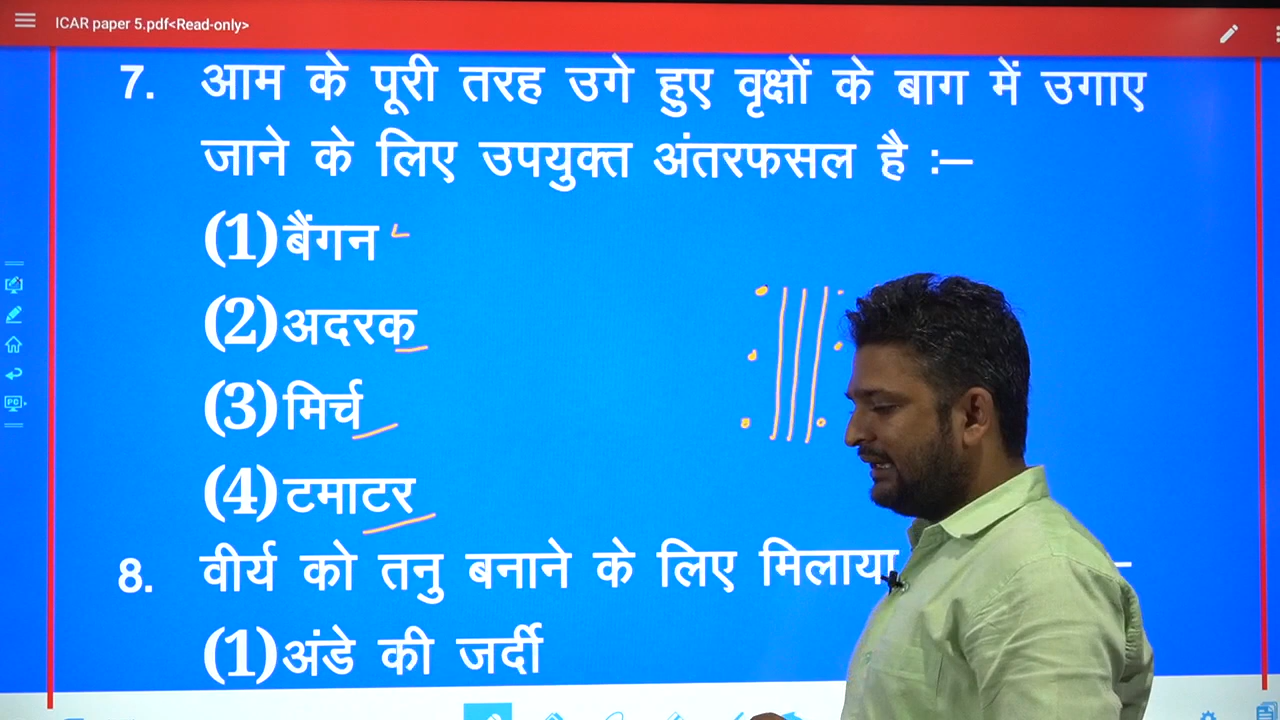 ICAR paper 5.pdf<Read-only>
7. आम के पूरी तरह उगे हुए वृक्षों के बाग में उगाए
जाने के लिए उपयुक्त अंतरफसल है :–
(1) बैंगन
(2) अदरक
(3) मिर्च
(4) टमाटर
8. वीर्य को तनु बनाने के लिए मिलाया
(1) अंडे की जर्दी